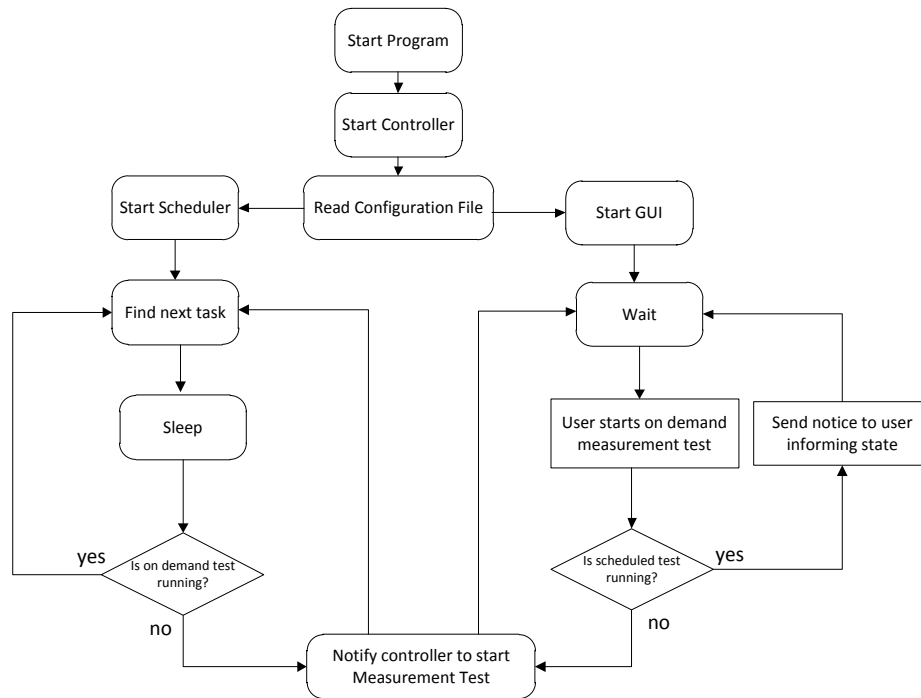 Start Program
Start Controller
Start Scheduler
Read Configuration File
Start GUI
Find next task
Wait
Sleep
User starts on demand
measurement test
Send notice to user
informing state
yes
Is on demand test
running?
no
Is scheduled test
running?
yes
no
Notify controller to start
Measurement Test